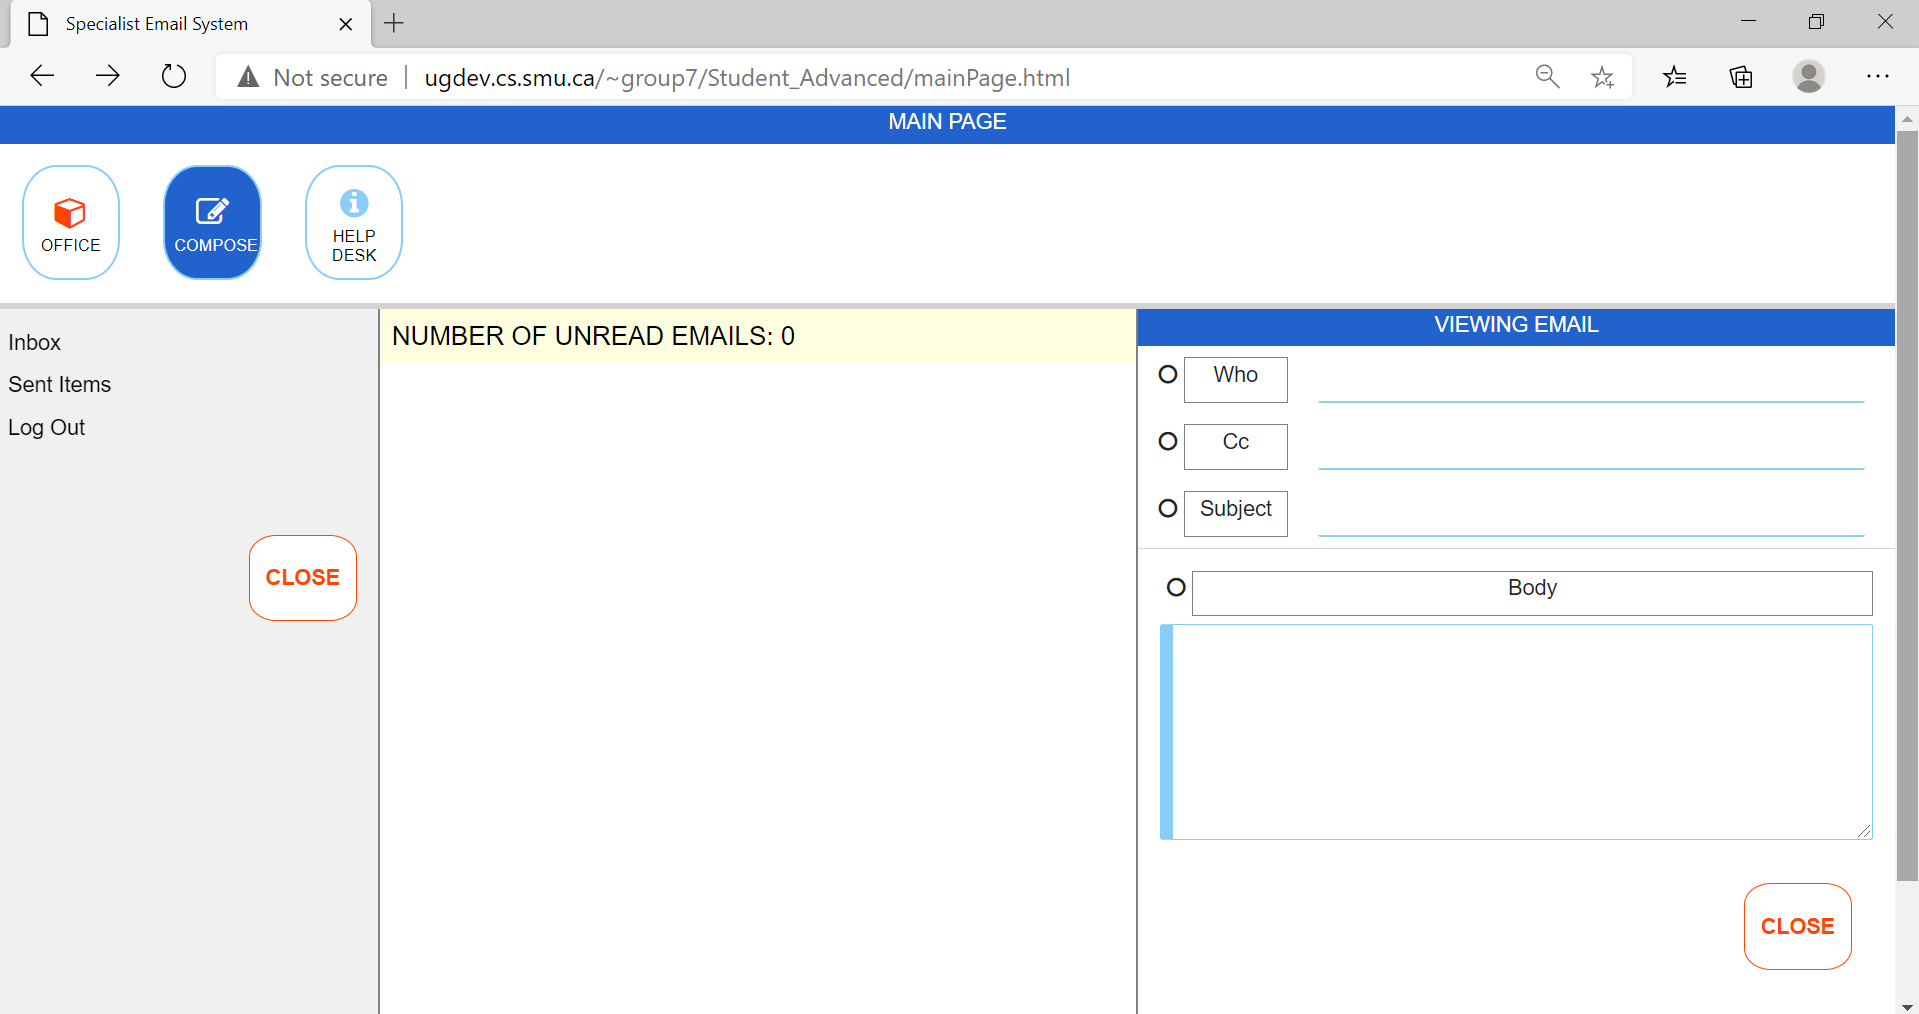 Specialist Email System
Not secure
ugdev.cs.smu.ca/~group7/Student_Advanced/mainPage.html
MAIN PAGE
OFFICE
COMPOSE
HELP
DESK
Inbox
Sent Items
Log Out
CLOSE
NUMBER OF UNREAD EMAILS: 0
VIEWING EMAIL
Who
Cc
Subject
Body
CLOSE